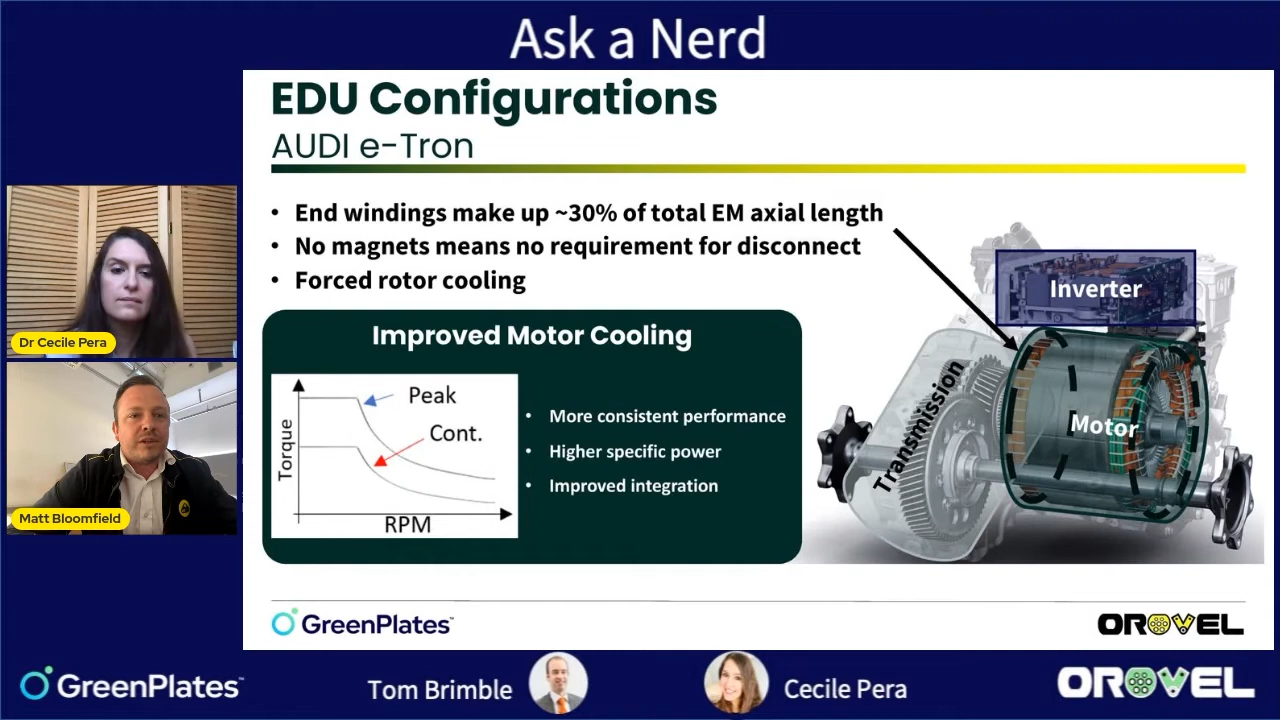 Ask a Nerd
EDU Configurations
AUDI e-Tron
• End windings make up ~30% of total EM axial length
• No magnets means no requirement for disconnect
• Forced rotor cooling
Inverter
Transmission
Motor
Improved Motor Cooling
Peak
Cont.
Torque
RPM
• More consistent performance
• Higher specific power
• Improved integration
Dr Cecile Pera
Matt Bloomfield
GreenPlates™
OROVEL
GreenPlates™
Tom Brimble
Cecile Pera
OROVEL